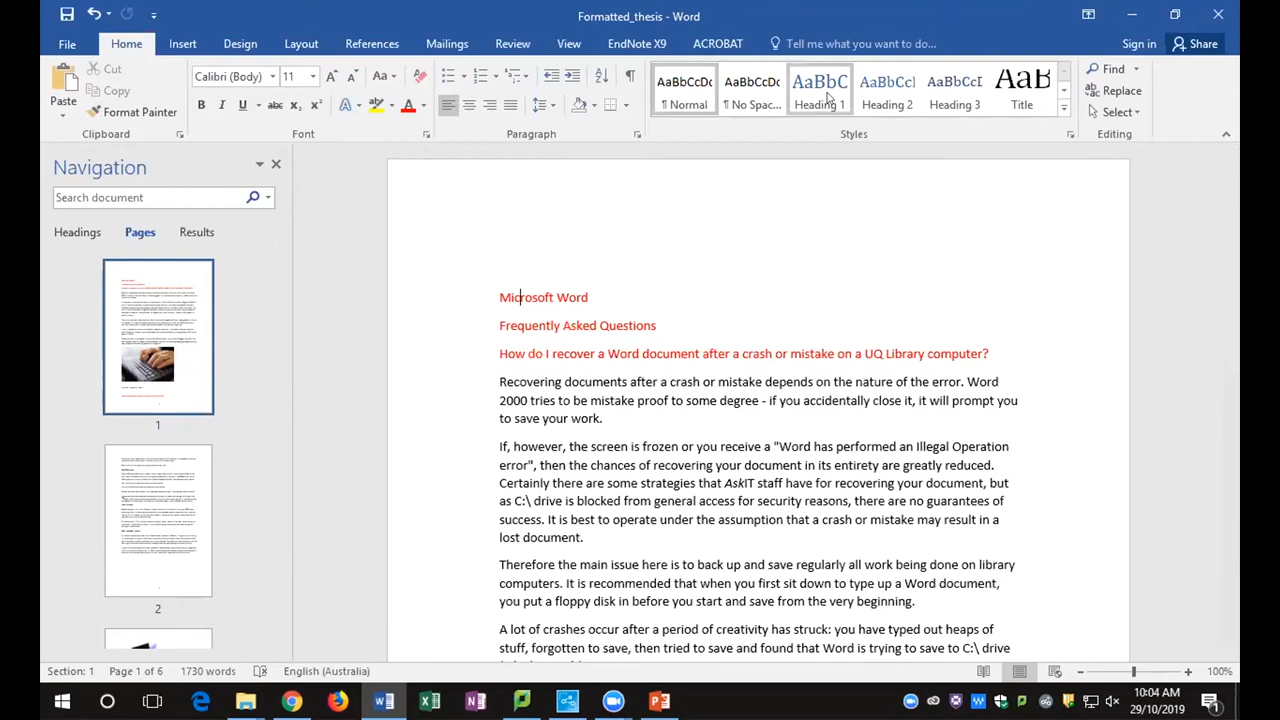 Formatted_thesis - Word
File Home Insert Design Layout References Mailings Review View EndNote X9 ACROBAT Tell me what you want to do... Sign in Share
Paste
Cut
Copy
Format Painter
Clipboard
Calibri (Body) 11 Aa
B I U abc X₂ X² A A
Font
Paragraph
AaBbCcDc AaBbCcDc AaBbC AaBbCcI AaBbCcI AaB
¶ Normal ¶ No Spac... Heading 1 Heading 2 Heading 3 Title
Styles
Find
Replace
Select
Editing
Navigation
Search document
Headings Pages Results
1
2
Microsoft Word
Frequently Asked Questions
How do I recover a Word document after a crash or mistake on a UQ Library computer?
Recovering documents after a crash or mistake depends on the nature of the error. Word
2000 tries to be mistake proof to some degree - if you accidentally close it, it will prompt you
to save your work.
If, however, the screen is frozen or you receive a "Word has performed an Illegal Operation
error", then the chances of recovering your document in its entirety are greatly reduced.
Certainly there are some strategies that AskIT staff have for recovering your document, but
as C:\ drive is locked from general access for security reasons, there are no guarantees of
success. It is best to operate under the assumption that a crash or mistake may result in a
lost document.
Therefore the main issue here is to back up and save regularly all work being done on library
computers. It is recommended that when you first sit down to type up a Word document,
you put a floppy disk in before you start and save from the very beginning.
A lot of crashes occur after a period of creativity has struck: you have typed out heaps of
stuff, forgotten to save, then tried to save and found that Word is trying to save to C:\ drive
Section: 1 Page 1 of 6 1730 words English (Australia) 100%
10:04 AM
29/10/2019